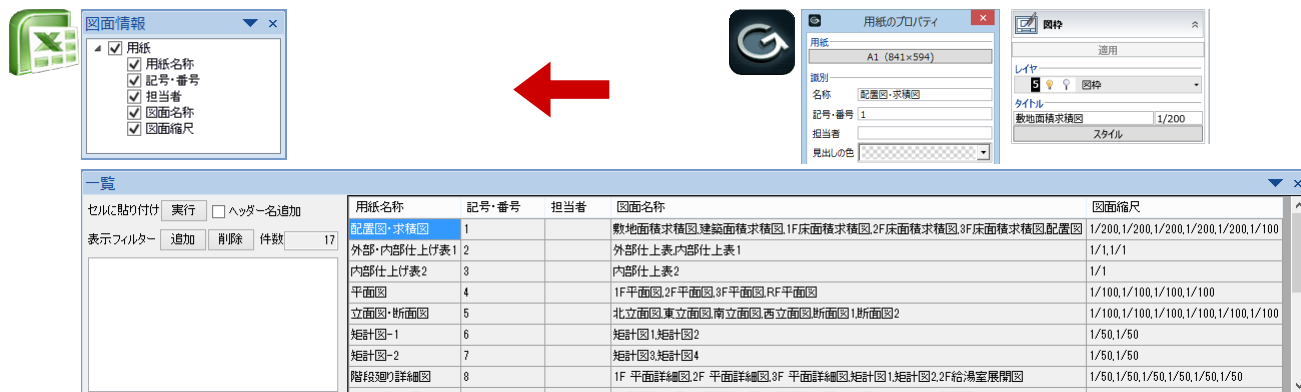 図面情報
用紙
用紙名称
記号・番号
担当者
図面名称
図面縮尺
用紙のプロパティ
用紙
A1 (841×594)
識別
名称 配置図・求積図
記号・番号 1
担当者
見出しの色
図枠
適用
レイヤ
5 図枠
タイトル
敷地面積求積図 1/200
スタイル
一覧
セルに貼り付け 実行 ヘッダー名追加
表示フィルター 追加 削除 件数 17
用紙名称 記号・番号 担当者 図面名称 図面縮尺
配置図・求積図 1 敷地面積求積図,建築面積求積図,1F床面積求積図,2F床面積求積図,3F床面積求積図,配置図 1/200,1/200,1/200,1/200,1/200,1/100
外部・内部仕上げ表1 2 外部仕上表,内部仕上表1 1/1,1/1
内部仕上げ表2 3 内部仕上表2 1/1
平面図 4 1F平面図,2F平面図,3F平面図,RF平面図 1/100,1/100,1/100,1/100
立面図・断面図 5 北立面図,東立面図,南立面図,西立面図,断面図1,断面図2 1/100,1/100,1/100,1/100,1/100,1/100
矩計図-1 6 矩計図1,矩計図2 1/50,1/50
矩計図-2 7 矩計図3,矩計図4 1/50,1/50
階段廻り詳細図 8 1F 平面詳細図,2F 平面詳細図,3F 平面詳細図,矩計図1,矩計図2,2F給湯室展開図 1/50,1/50,1/50,1/50,1/50,1/50